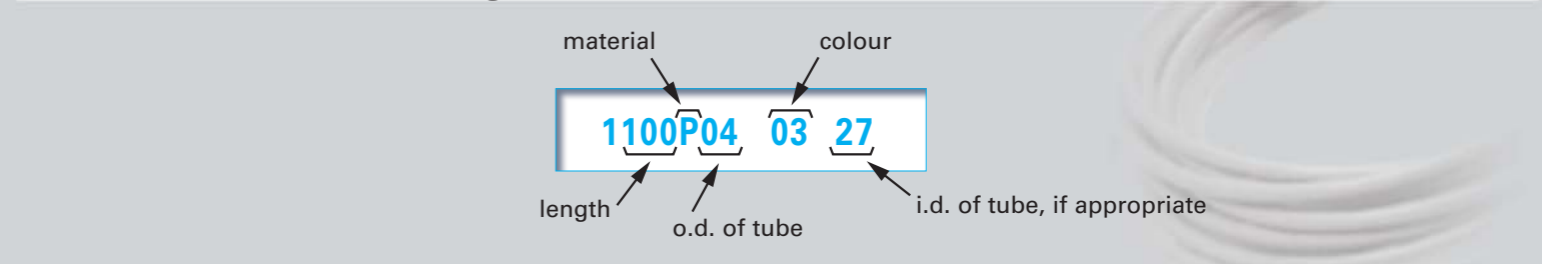 material colour
1100P04 03 27
length
i.d. of tube, if appropriate
o.d. of tube